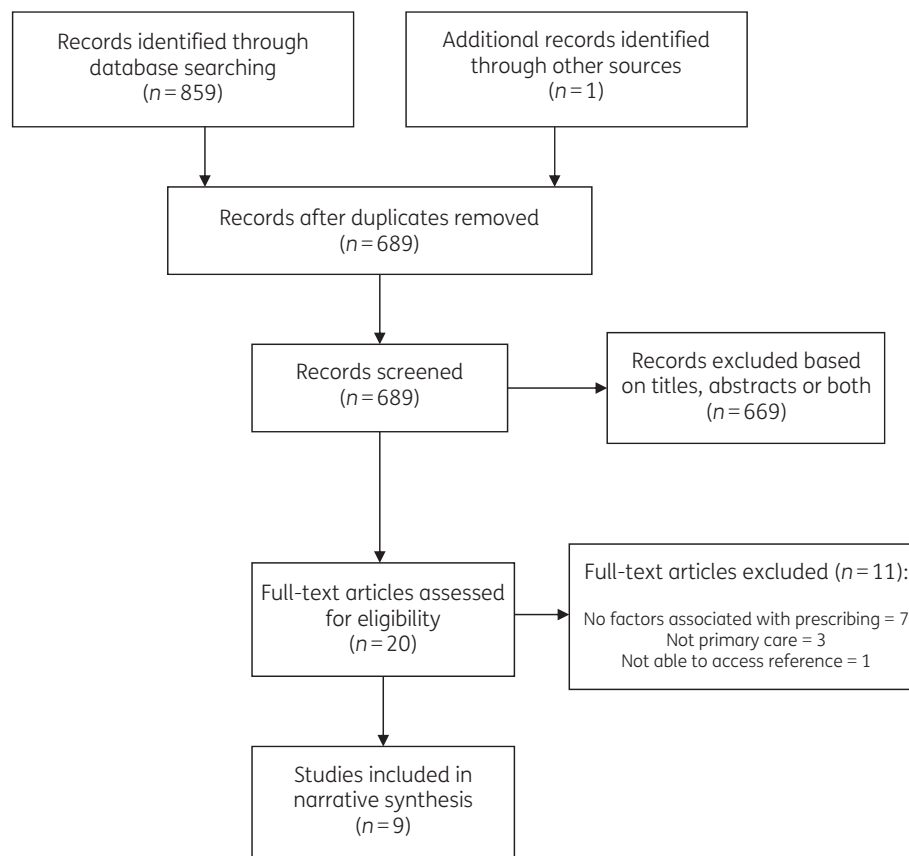 Records identified through
database searching
(n = 859)
Additional records identified
through other sources
(n = 1)
Records after duplicates removed
(n = 689)
Records screened
(n = 689)
Records excluded based
on titles, abstracts or both
(n = 669)
Full-text articles assessed
for eligibility
(n = 20)
Full-text articles excluded (n = 11):
No factors associated with prescribing = 7
Not primary care = 3
Not able to access reference = 1
Studies included in
narrative synthesis
(n = 9)